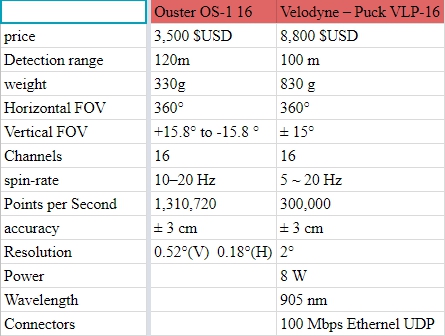 Ouster OS-1 16 Velodyne – Puck VLP-16
price 3,500 $USD 8,800 $USD
Detection range 120m 100 m
weight 330g 830 g
Horizontal FOV 360° 360°
Vertical FOV +15.8° to -15.8 ° ± 15°
Channels 16 16
spin-rate 10–20 Hz 5 ~ 20 Hz
Points per Second 1,310,720 300,000
accuracy ± 3 cm ± 3 cm
Resolution 0.52°(V) 0.18°(H) 2°
Power 8 W
Wavelength 905 nm
Connectors 100 Mbps Ethernel UDP